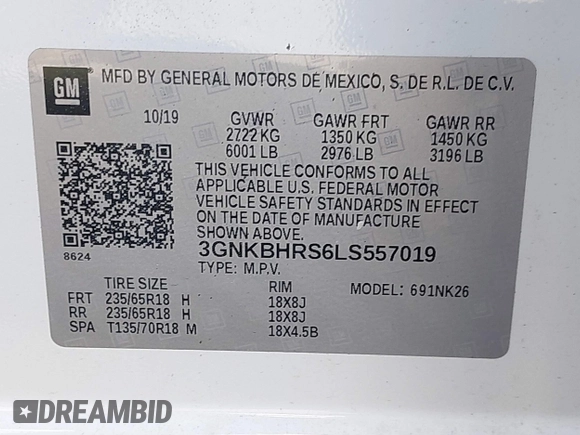 GM MFD BY GENERAL MOTORS DE MEXICO, S. DE R.L. DE C.V.
10/19 GVWR GAWR FRT GAWR RR
2722 KG 1350 KG 1450 KG
6001 LB 2976 LB 3196 LB
THIS VEHICLE CONFORMS TO ALL
APPLICABLE U.S. FEDERAL MOTOR
VEHICLE SAFETY STANDARDS IN EFFECT
ON THE DATE OF MANUFACTURE
SHOWN ABOVE.
8624 3GNKBHRS6LS557019
TYPE: M.P.V.
TIRE SIZE RIM MODEL: 691NK26
FRT 235/65R18 H 18X8J
RR 235/65R18 H 18X8J
SPA T135/70R18 M 18X4.5B
DREAMBID